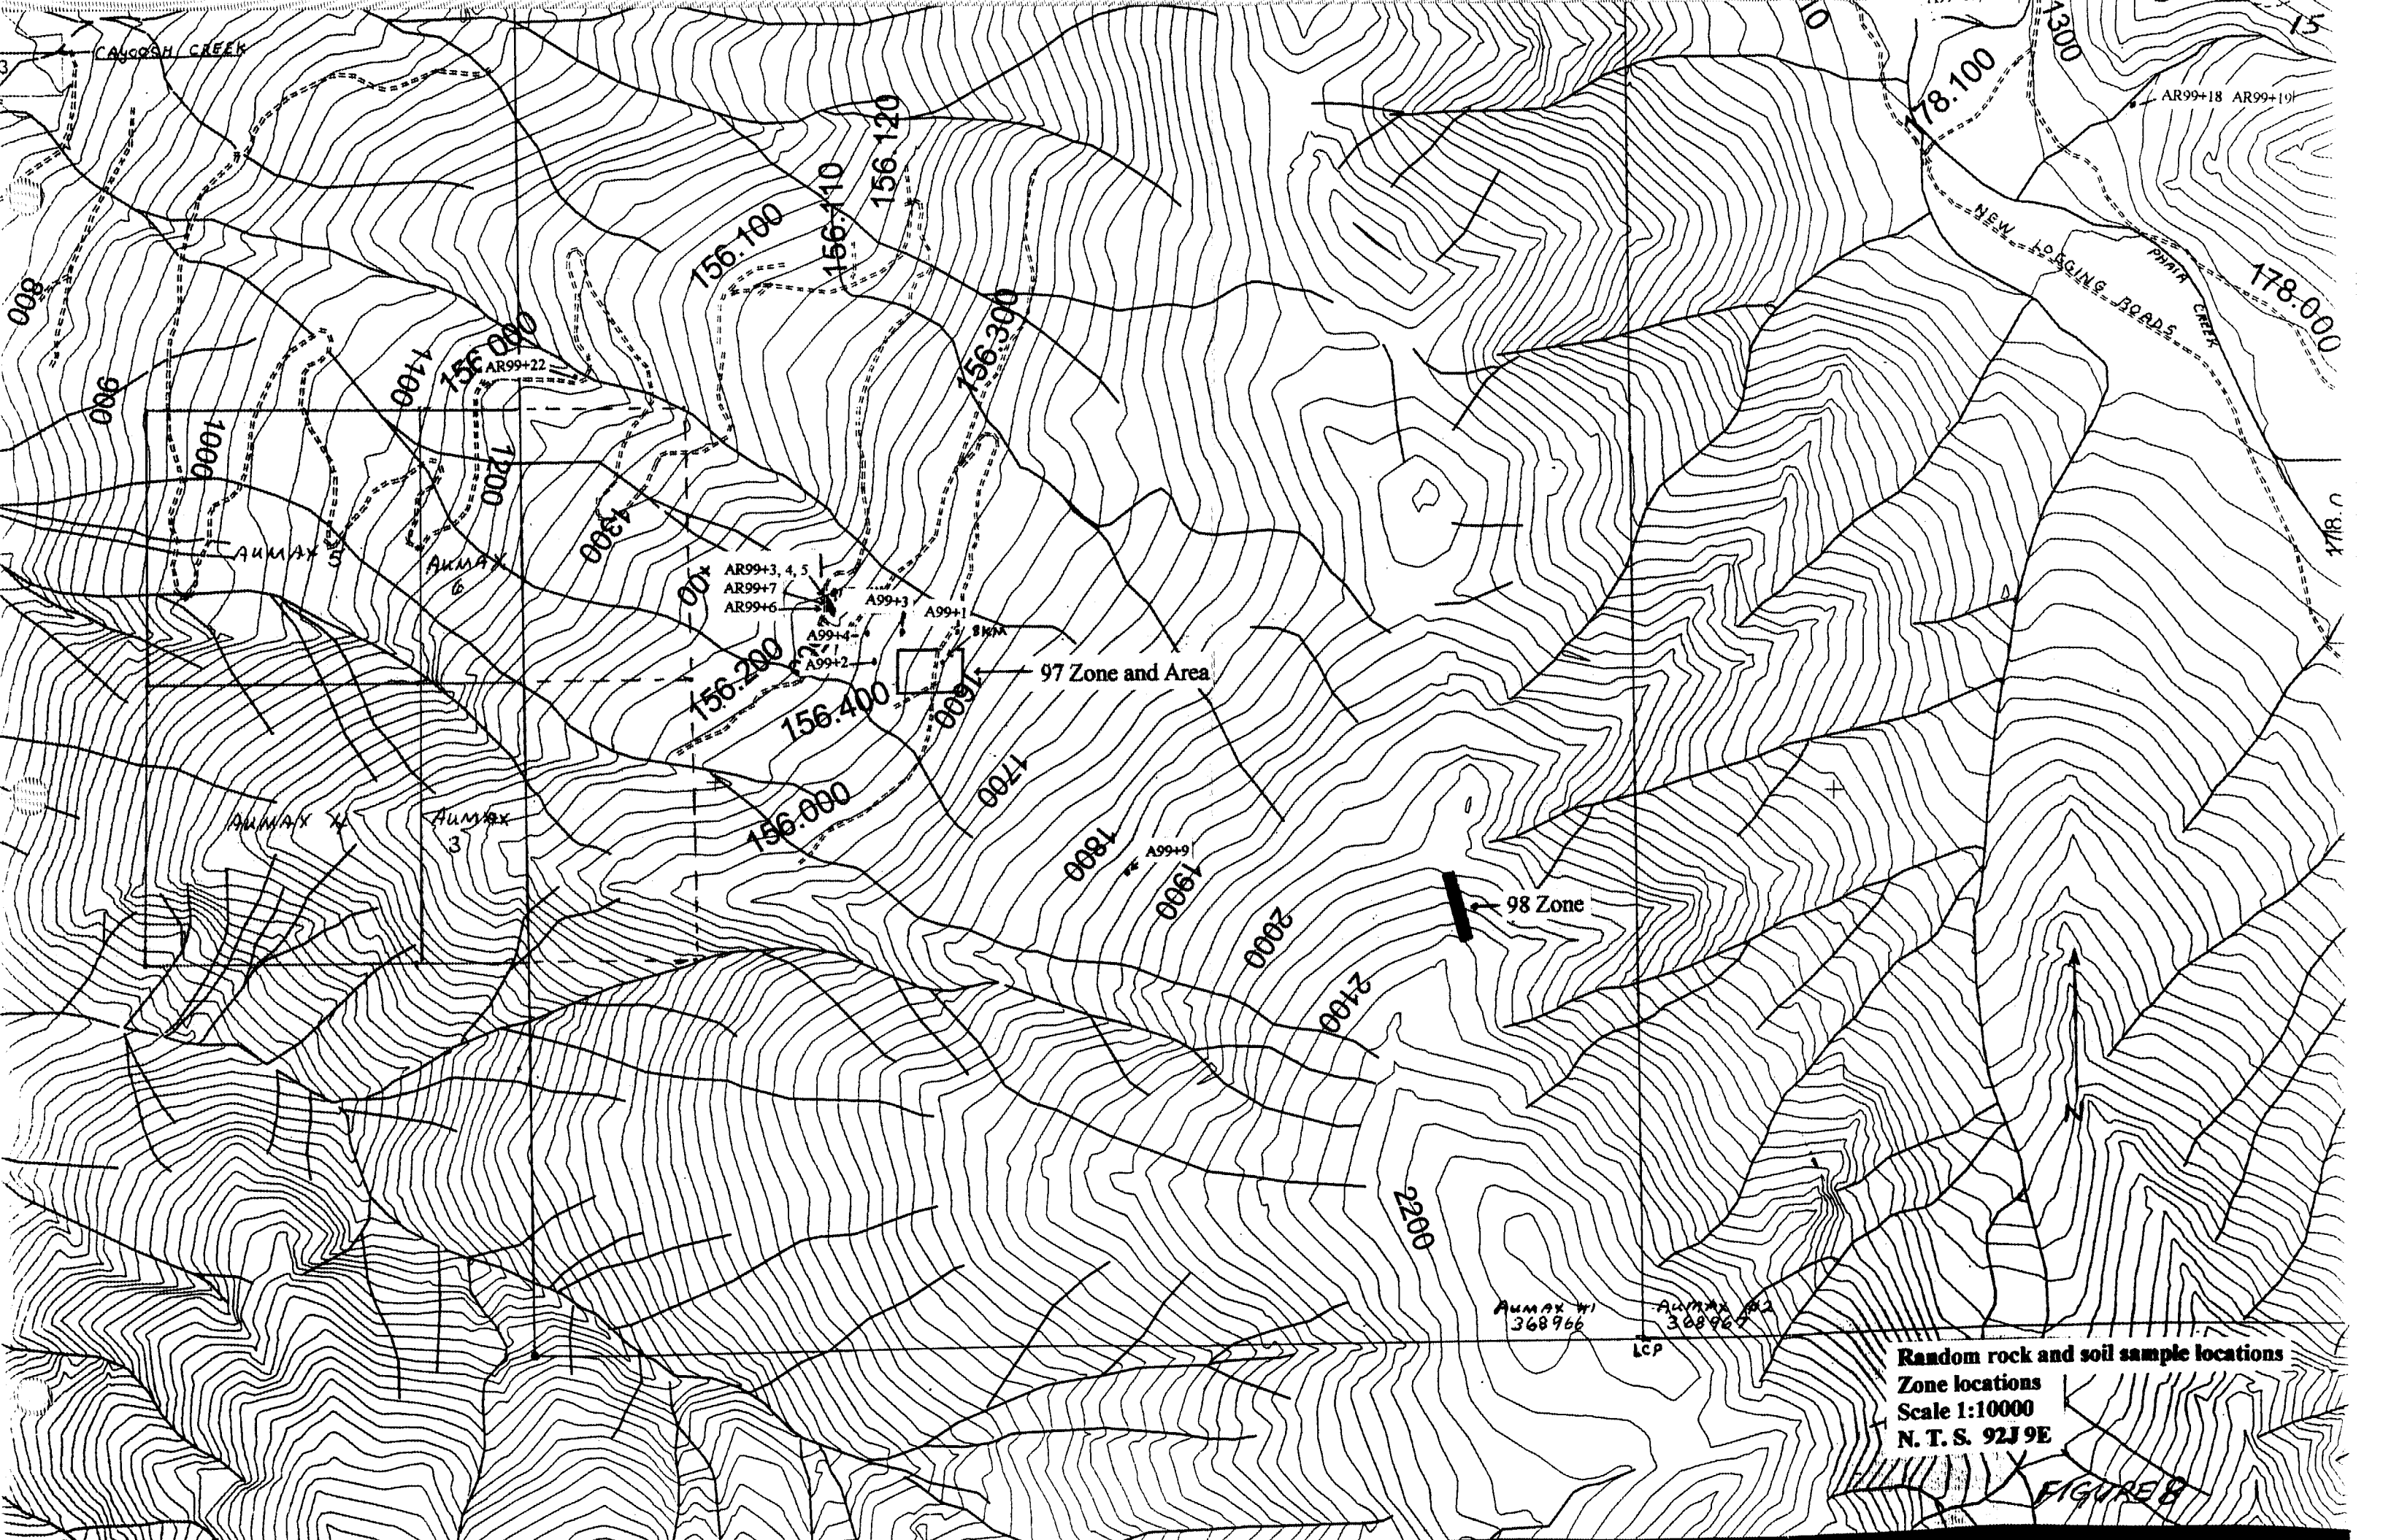 15
CAYOOSH CREEK
1300
178.100
AR99+18 AR99+19
156.120
156.110
156.100
NEW LOGGING ROADS
PHAIR CREEK
178.000
800
156.300
156.000
AR99+22
1100
900
1000
1200
1300
AUMAX 5
AUMAX
6
AR99+3, 4, 5
AR99+7
AR99+6
A99+3
A99+1
A99+4
8KM
A99+2
97 Zone and Area
156.200
156.400
1600
1700
156.000
AUMAX 4
AUMAX
3
1800
A99+9
1900
98 Zone
2000
2100
N
2200
AUMAX #1
368966
AUMAX #2
368967
LCP
Random rock and soil sample locations
Zone locations
Scale 1:10000
N. T. S. 92J 9E
FIGURE 8